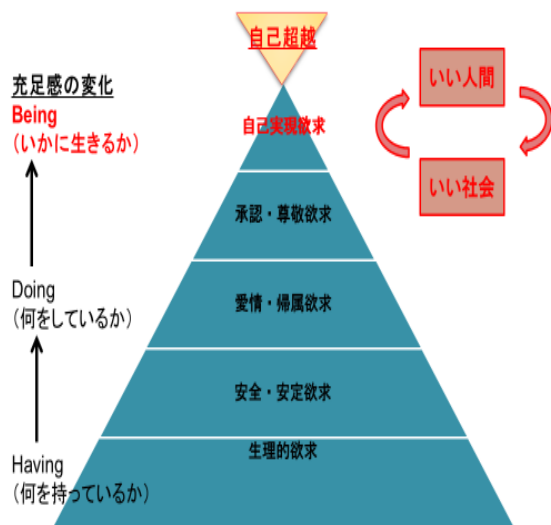 自己超越
充足感の変化
Being
（いかに生きるか）
自己実現欲求
いい人間
いい社会
承認・尊敬欲求
Doing
（何をしているか）
愛情・帰属欲求
安全・安定欲求
生理的欲求
Having
（何を持っているか）